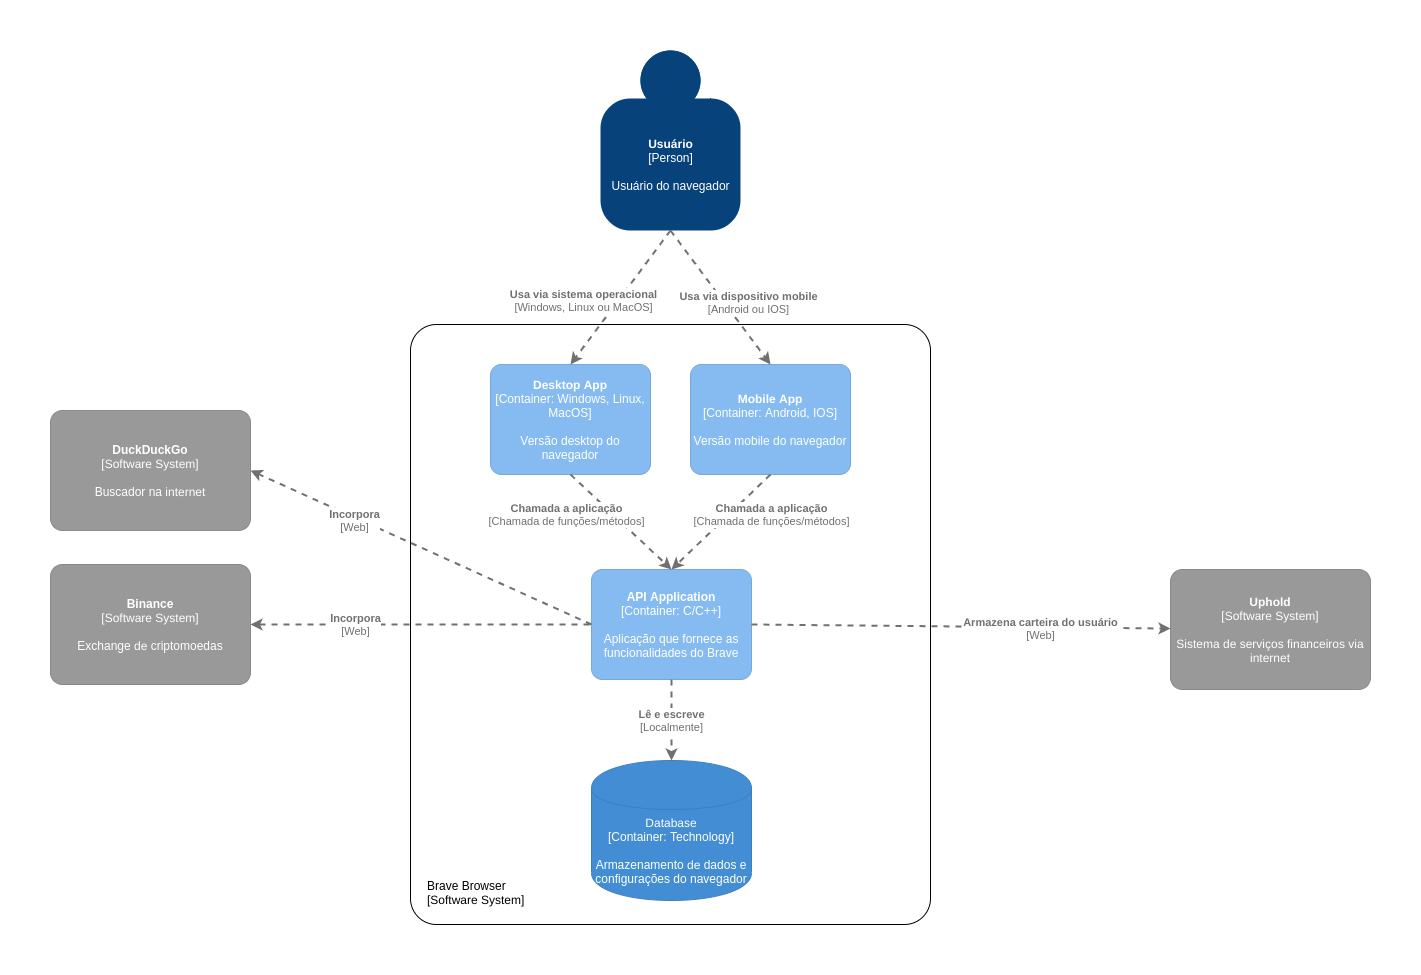 Usuário
[Person]
Usuário do navegador
Usa via sistema operacional
[Windows, Linux ou MacOS]
Usa via dispositivo mobile
[Android ou IOS]
Desktop App
[Container: Windows, Linux,
MacOS]
Versão desktop do
navegador
Mobile App
[Container: Android, IOS]
Versão mobile do navegador
DuckDuckGo
[Software System]
Buscador na internet
Incorpora
[Web]
Chamada a aplicação
[Chamada de funções/métodos]
Chamada a aplicação
[Chamada de funções/métodos]
Binance
[Software System]
Exchange de criptomoedas
Incorpora
[Web]
API Application
[Container: C/C++]
Aplicação que fornece as
funcionalidades do Brave
Armazena carteira do usuário
[Web]
Uphold
[Software System]
Sistema de serviços financeiros via
internet
Lê e escreve
[Localmente]
Database
[Container: Technology]
Armazenamento de dados e
configurações do navegador
Brave Browser
[Software System]